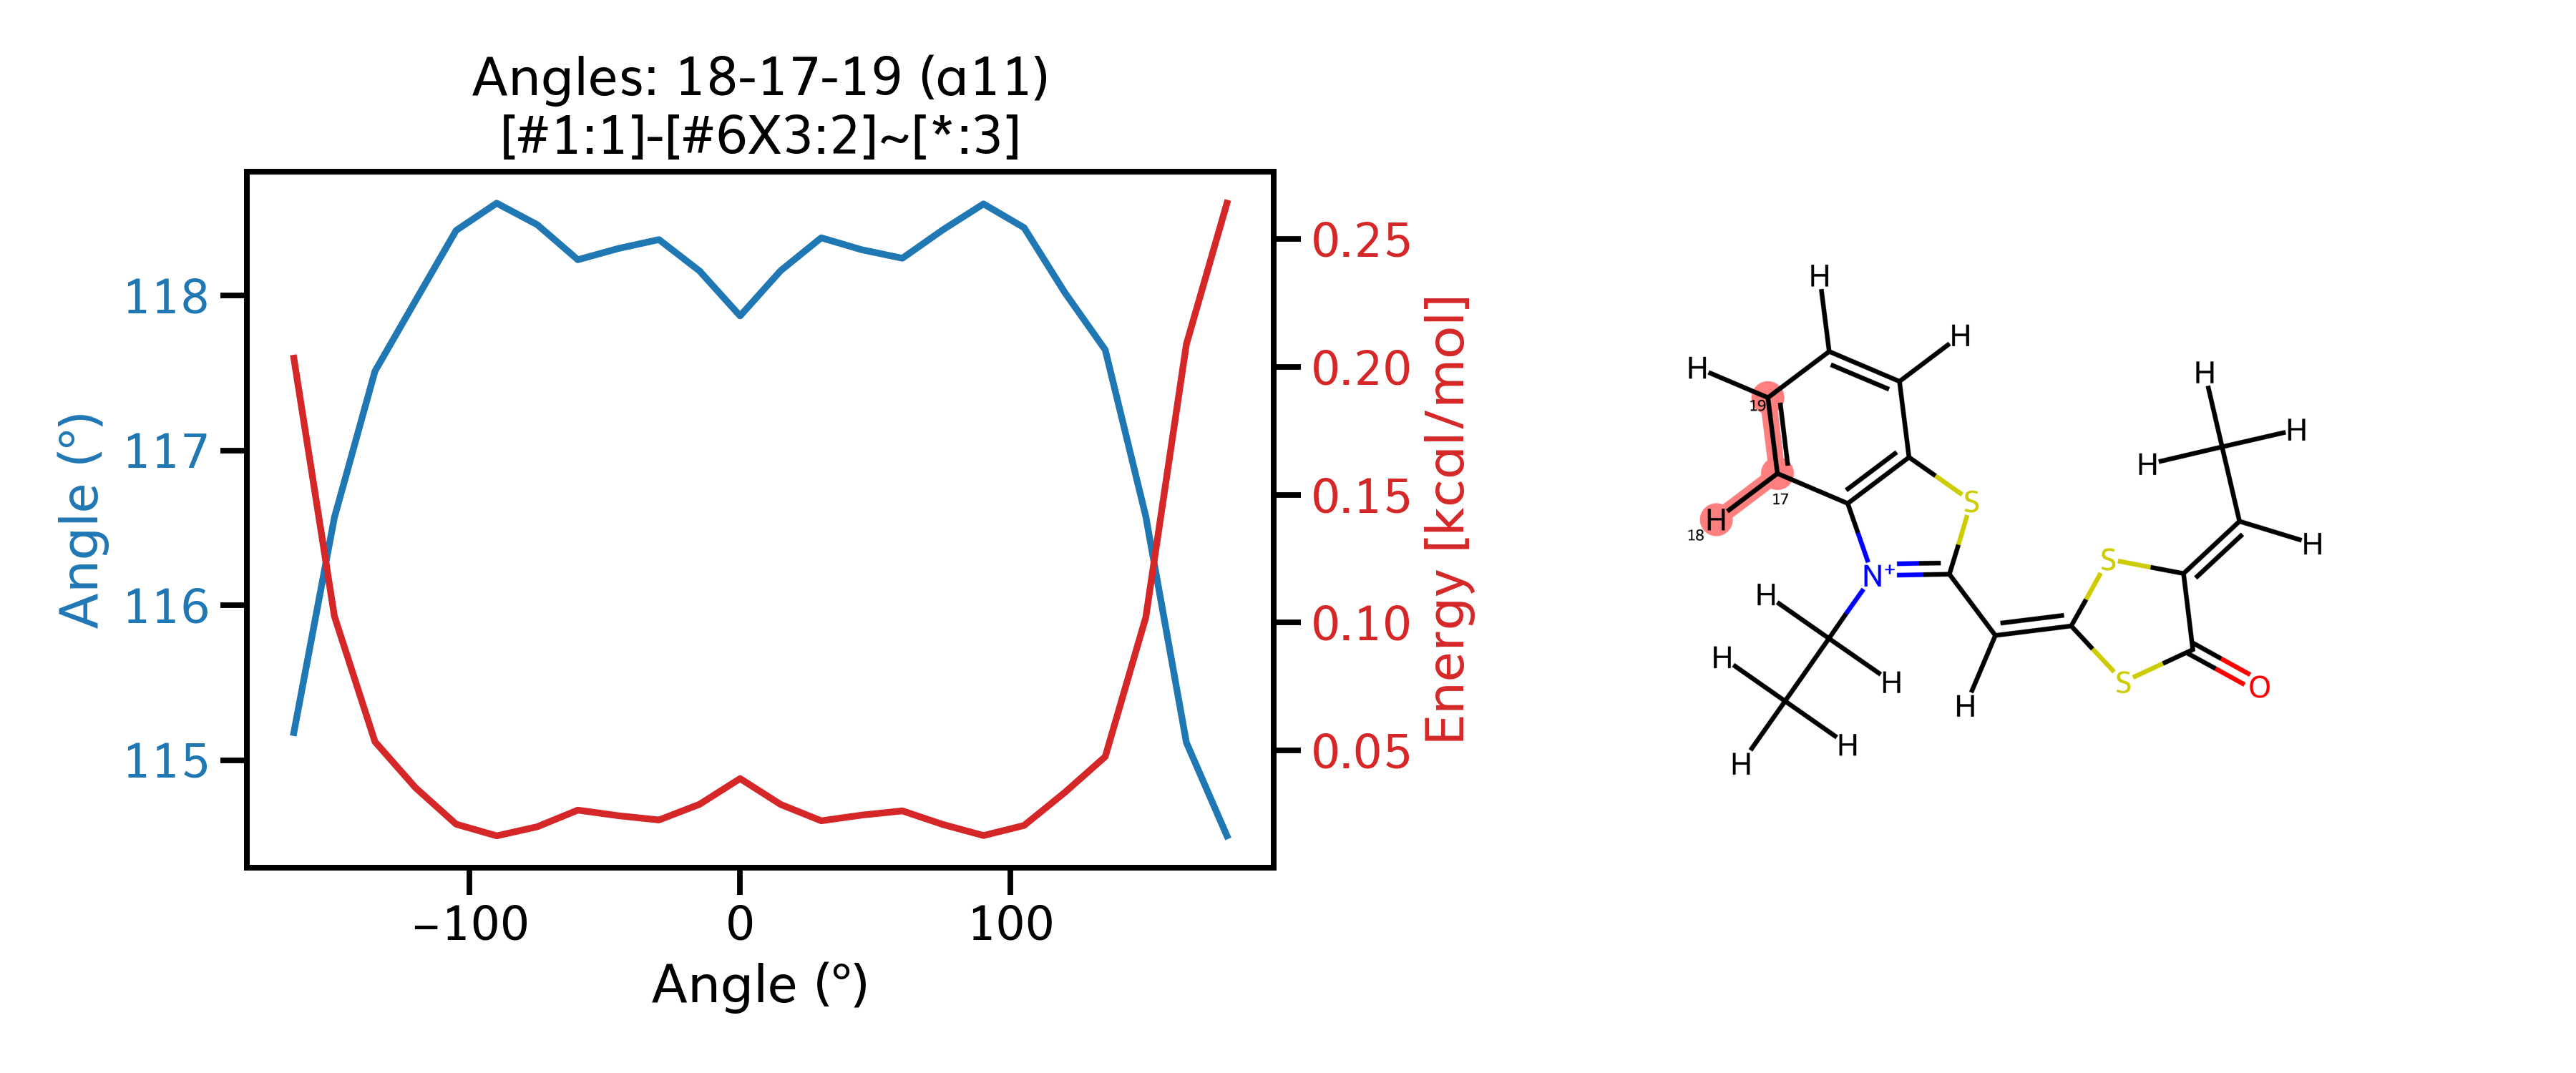 Angles: 18-17-19 (a11)
[#1:1]-[#6X3:2]~[*:3]
Angle (°)
118
117
116
115
0.25
0.20
0.15
0.10
0.05
Energy [kcal/mol]
−100
0
100
Angle (°)
H
H
H
H
19
17
H
18
S
N⁺
H
H
H
H
H
H
S
S
O
H
H
H
H